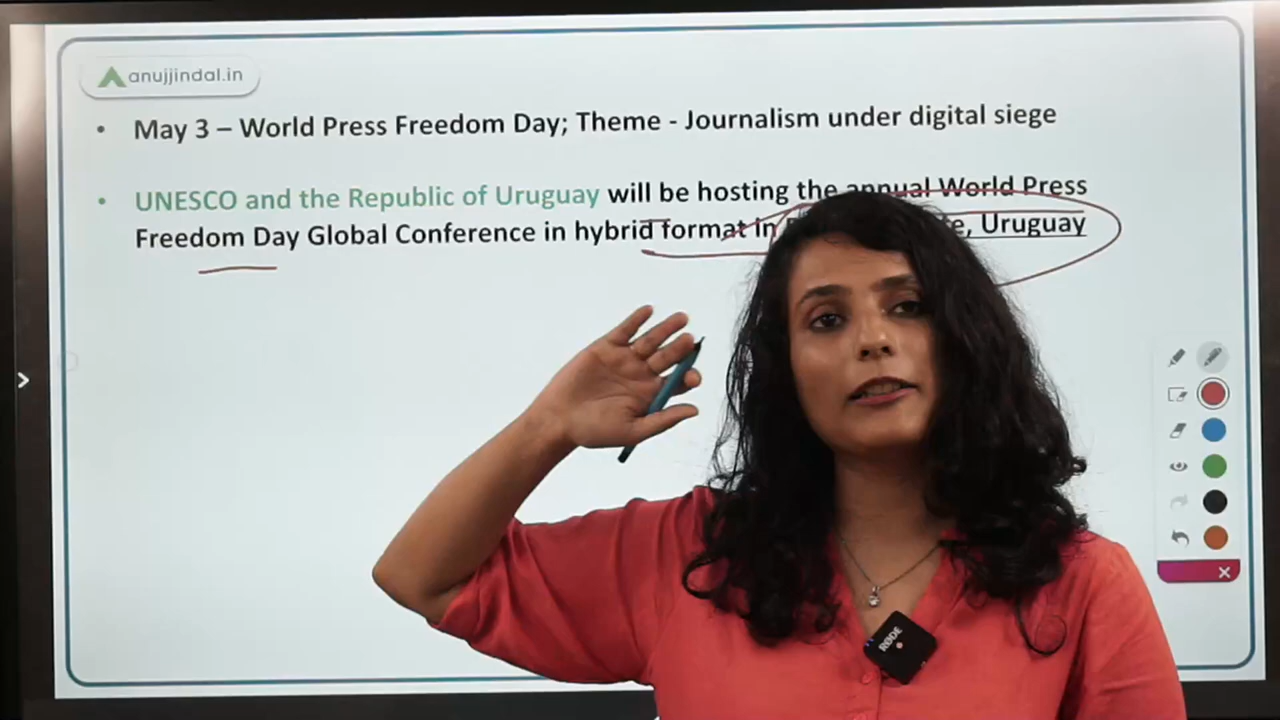 anujjindal.in
May 3 – World Press Freedom Day; Theme - Journalism under digital siege
UNESCO and the Republic of Uruguay will be hosting the annual World Press
Freedom Day Global Conference in hybrid format in Uruguay
RØDE